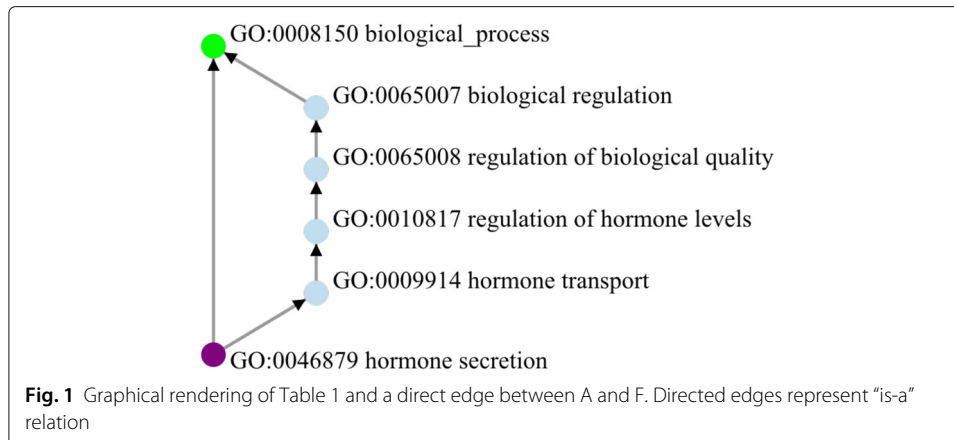 GO:0008150 biological_process
GO:0065007 biological regulation
GO:0065008 regulation of biological quality
GO:0010817 regulation of hormone levels
GO:0009914 hormone transport
GO:0046879 hormone secretion
Fig. 1 Graphical rendering of Table 1 and a direct edge between A and F. Directed edges represent “is-a”
relation